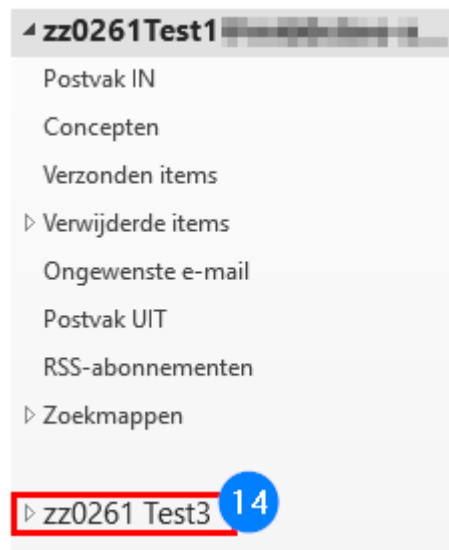 zz0261Test1
Postvak IN
Concepten
Verzonden items
Verwijderde items
Ongewenste e-mail
Postvak UIT
RSS-abonnementen
Zoekmappen
zz0261 Test3 14